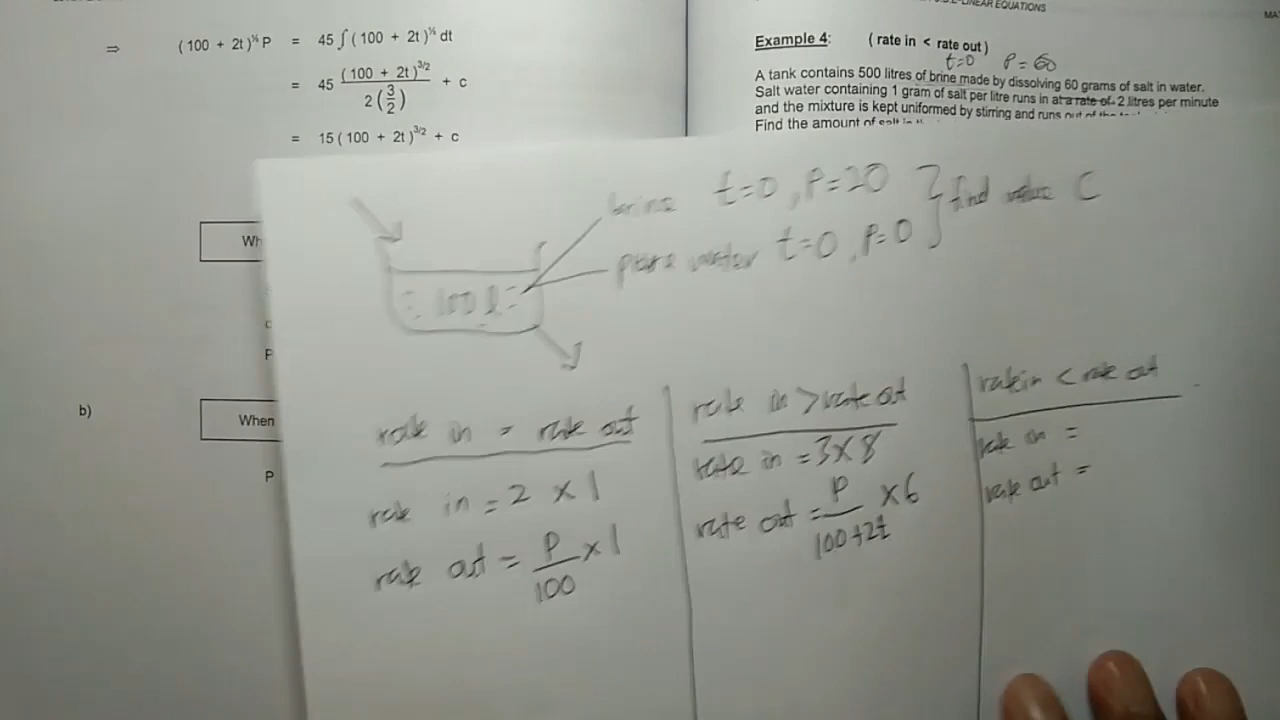 LINEAR EQUATIONS
MA
⇒ (100 + 2t)^½ P = 45 ∫ (100 + 2t)^½ dt
= 45 (100 + 2t)^3/2 / 2(3/2) + c
= 15 (100 + 2t)^3/2 + c
Example 4: ( rate in < rate out )
t=0 P=60
A tank contains 500 litres of brine made by dissolving 60 grams of salt in water.
Salt water containing 1 gram of salt per litre runs in at a rate of 2 litres per minute
and the mixture is kept uniformed by stirring and runs out of the
Find the amount of salt in
Wh
P
b)
When
P
brine t=0, P=20 } find value C
pure water t=0, P=0
100 l
rate in = rate out
rate in = 2 x 1
rate out = P/100 x 1
rate in > rate out
rate in = 3 x 8
rate out = P/100+2t x 6
rate in < rate out
rate in =
rate out =